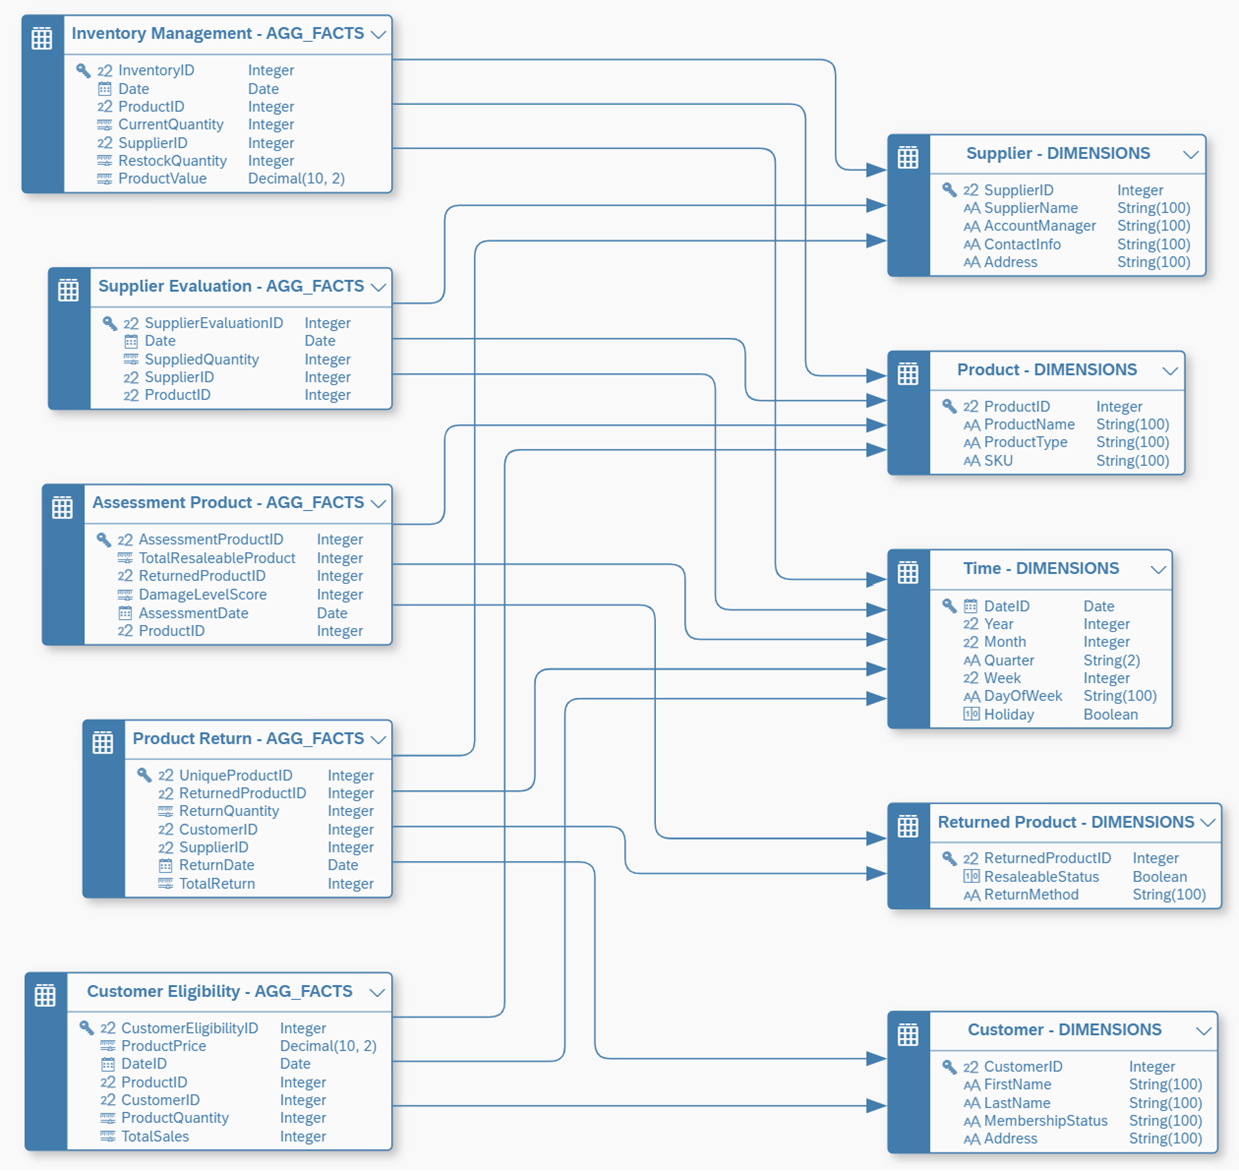 Inventory Management - AGG_FACTS
InventoryID Integer
Date Date
ProductID Integer
CurrentQuantity Integer
SupplierID Integer
RestockQuantity Integer
ProductValue Decimal(10, 2)
Supplier - DIMENSIONS
SupplierID Integer
SupplierName String(100)
AccountManager String(100)
ContactInfo String(100)
Address String(100)
Supplier Evaluation - AGG_FACTS
SupplierEvaluationID Integer
Date Date
SuppliedQuantity Integer
SupplierID Integer
ProductID Integer
Product - DIMENSIONS
ProductID Integer
ProductName String(100)
ProductType String(100)
SKU String(100)
Assessment Product - AGG_FACTS
AssessmentProductID Integer
TotalResaleableProduct Integer
ReturnedProductID Integer
DamageLevelScore Integer
AssessmentDate Date
ProductID Integer
Time - DIMENSIONS
DateID Date
Year Integer
Month Integer
Quarter String(2)
Week Integer
DayOfWeek String(100)
Holiday Boolean
Product Return - AGG_FACTS
UniqueProductID Integer
ReturnedProductID Integer
ReturnQuantity Integer
CustomerID Integer
SupplierID Integer
ReturnDate Date
TotalReturn Integer
Returned Product - DIMENSIONS
ReturnedProductID Integer
ResaleableStatus Boolean
ReturnMethod String(100)
Customer Eligibility - AGG_FACTS
CustomerEligibilityID Integer
ProductPrice Decimal(10, 2)
DateID Date
ProductID Integer
CustomerID Integer
ProductQuantity Integer
TotalSales Integer
Customer - DIMENSIONS
CustomerID Integer
FirstName String(100)
LastName String(100)
MembershipStatus String(100)
Address String(100)